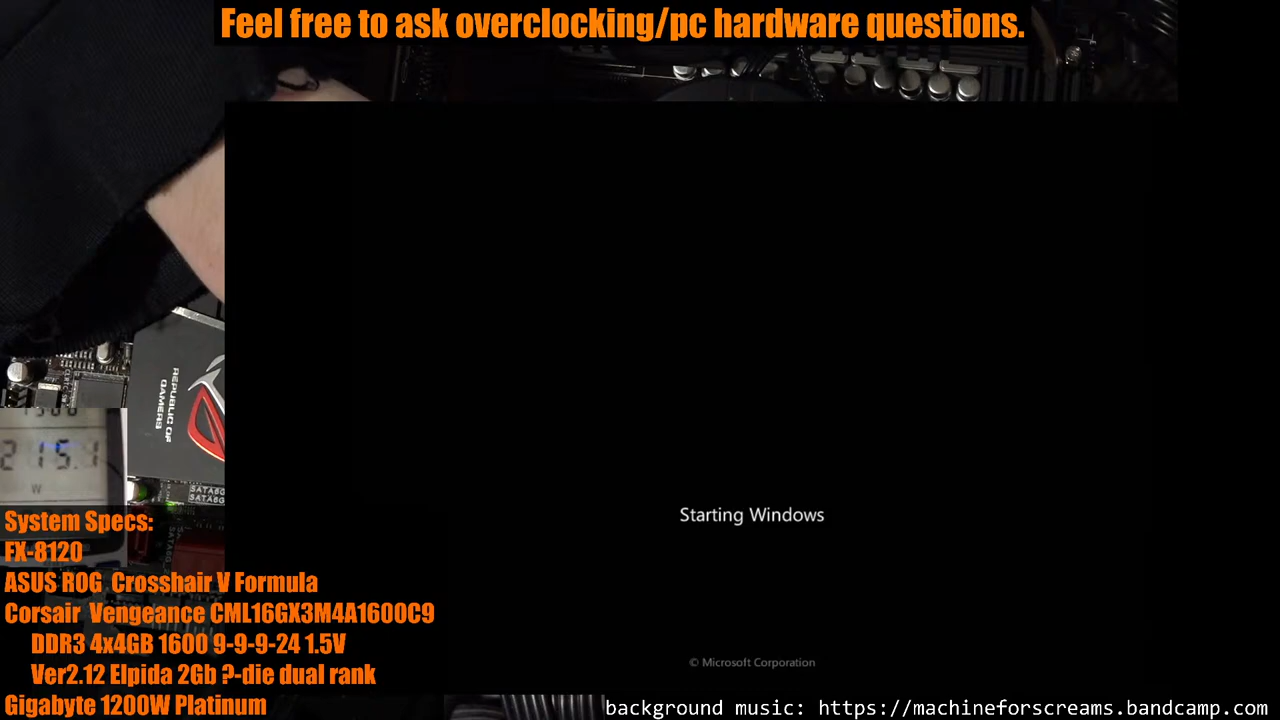 Feel free to ask overclocking/pc hardware questions.
REPUBLIC OF
GAMERS
215.1
W
SATA6G
SATA6G
Starting Windows
System Specs:
FX-8120
ASUS ROG Crosshair V Formula
Corsair Vengeance CML16GX3M4A1600C9
DDR3 4x4GB 1600 9-9-9-24 1.5V
Ver2.12 Elpida 2Gb ?-die dual rank
© Microsoft Corporation
Gigabyte 1200W Platinum
background music: https://machineforscreams.bandcamp.com